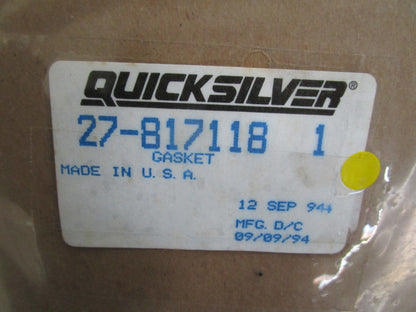 QUICKSILVER®
27-817118 1
GASKET
MADE IN U.S.A.
12 SEP 94
MFG. D/C
09/09/94